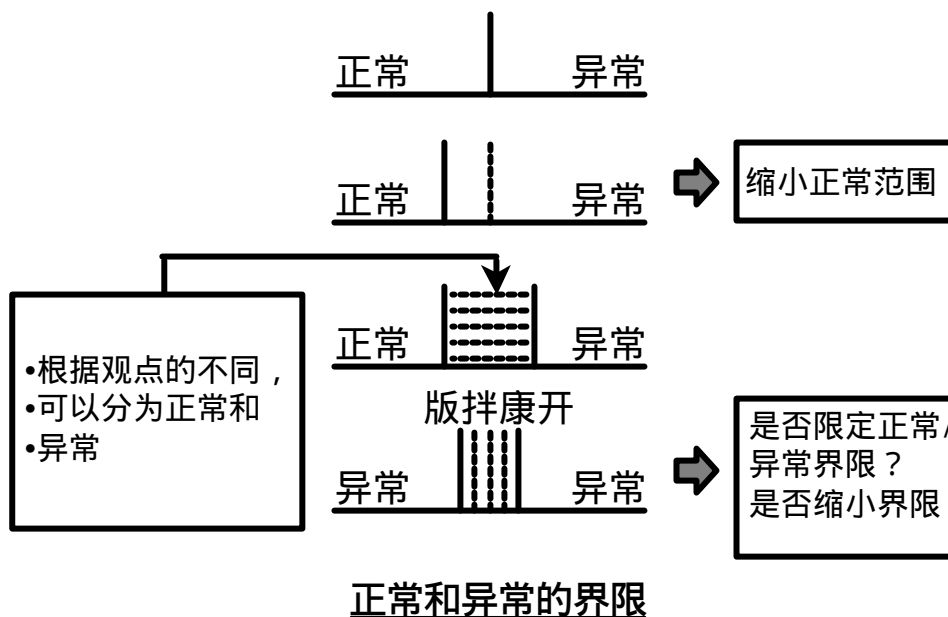 正常 异常
正常 异常
缩小正常范围
正常 异常
•根据观点的不同，
•可以分为正常和
•异常
版拌康开
异常 异常
是否限定正常/
异常界限？
是否缩小界限
正常和异常的界限